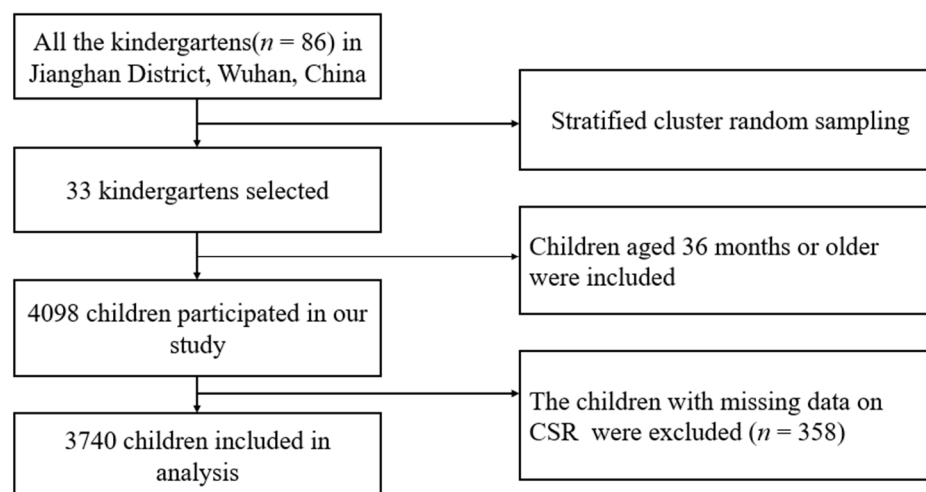 All the kindergartens(n = 86) in
Jianghan District, Wuhan, China
Stratified cluster random sampling
33 kindergartens selected
Children aged 36 months or older
were included
4098 children participated in our
study
The children with missing data on
CSR were excluded (n = 358)
3740 children included in
analysis